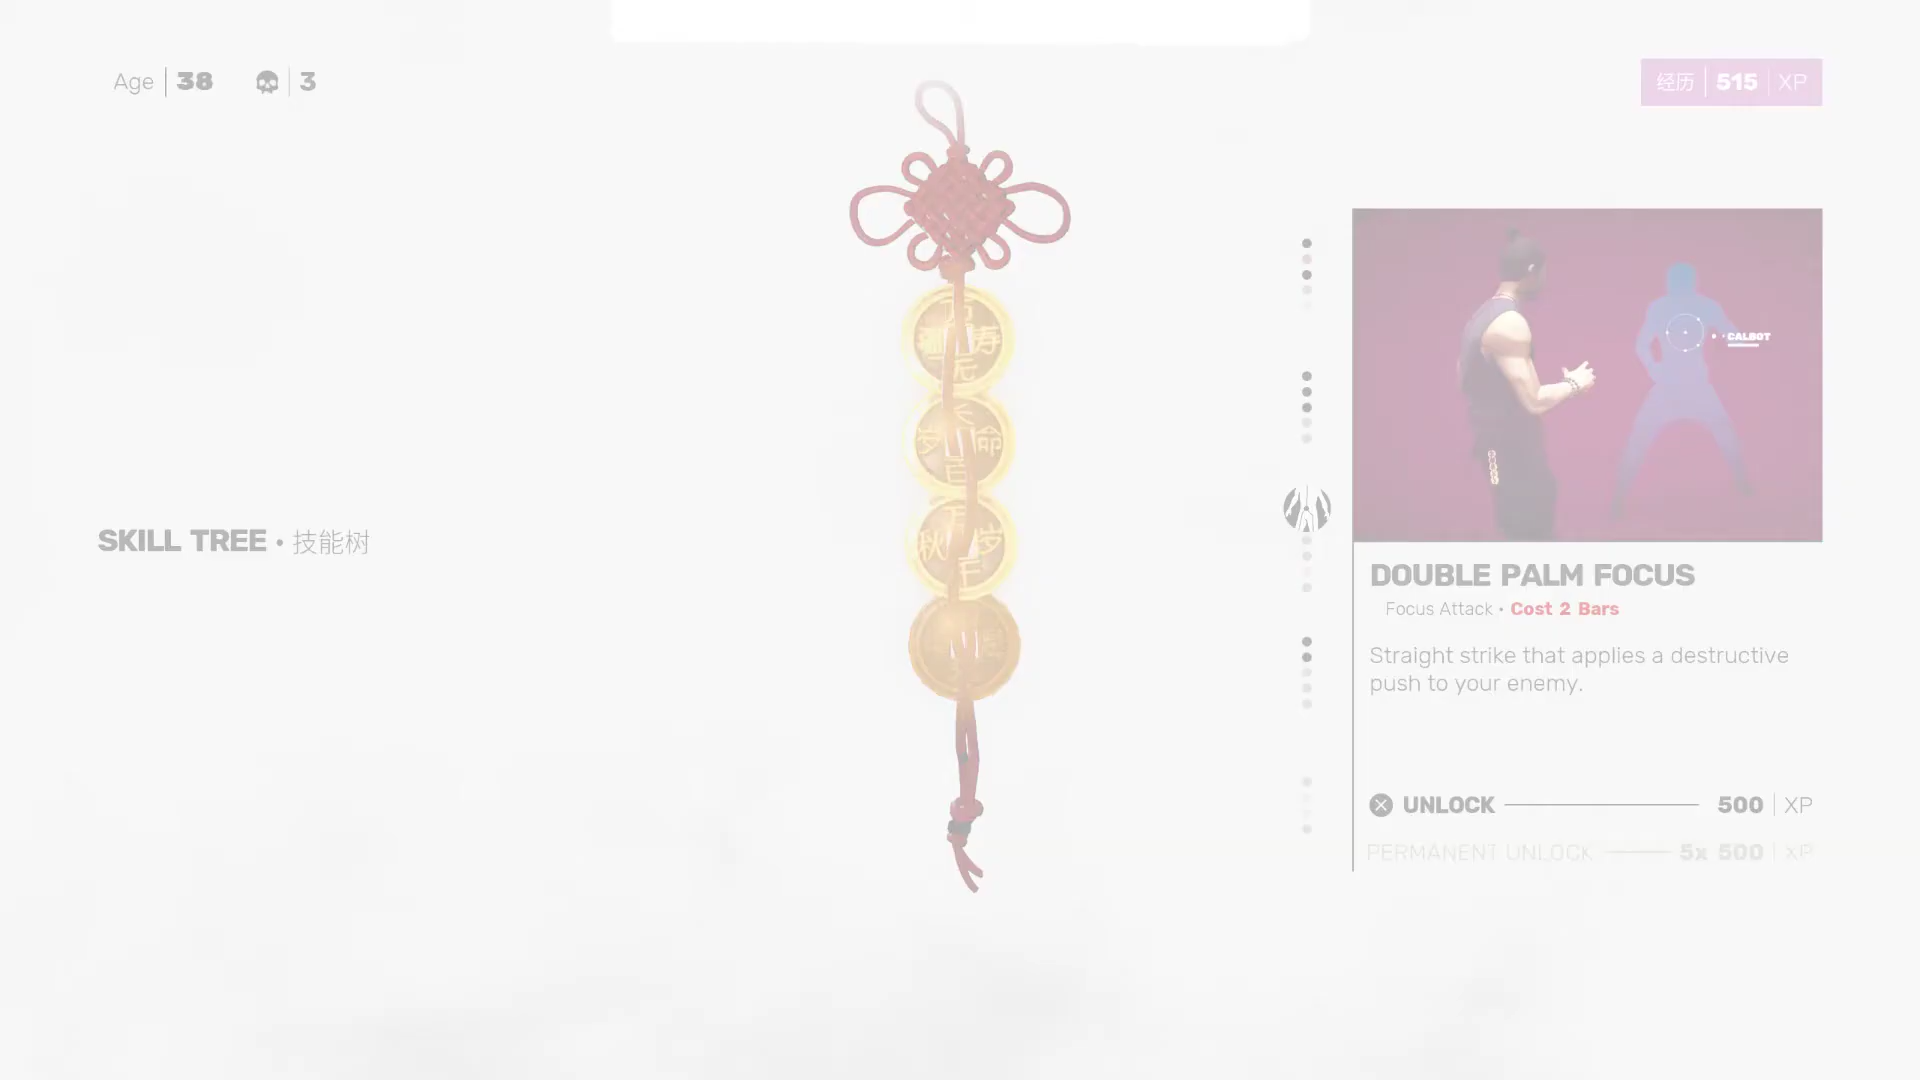 Age 38 3
经历 515 XP
CALBOT
SKILL TREE • 技能树
DOUBLE PALM FOCUS
Focus Attack • Cost 2 Bars
Straight strike that applies a destructive
push to your enemy.
UNLOCK 500 XP
PERMANENT UNLOCK 5x 500 XP